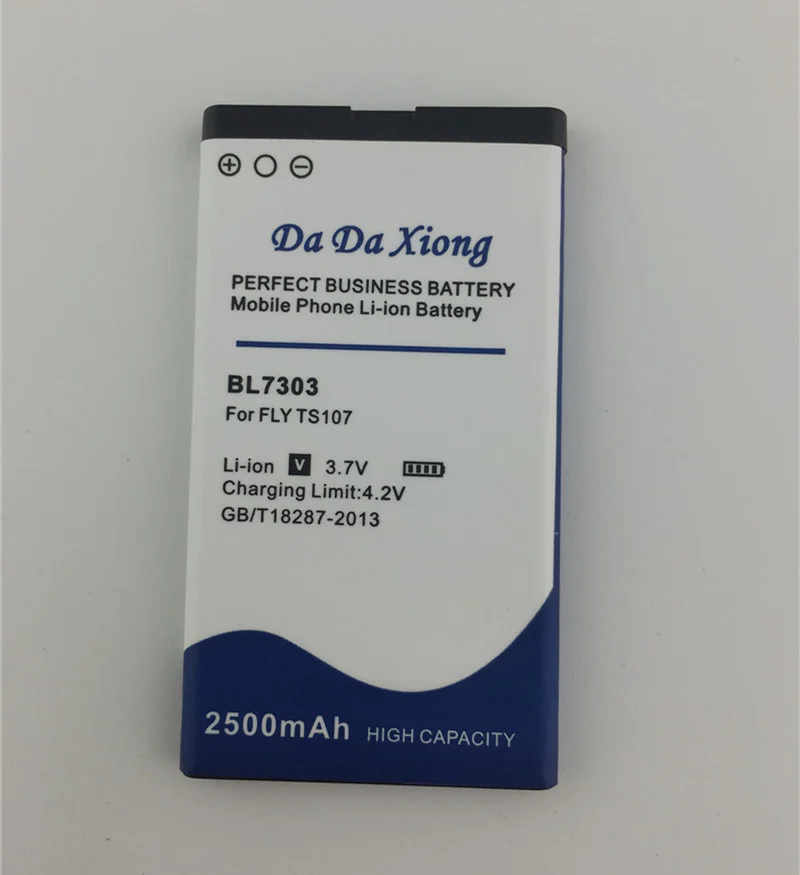 Da Da Xiong
PERFECT BUSINESS BATTERY
Mobile Phone Li-ion Battery
BL7303
For FLY TS107
Li-ion V 3.7V
Charging Limit:4.2V
GB/T18287-2013
2500mAh HIGH CAPACITY